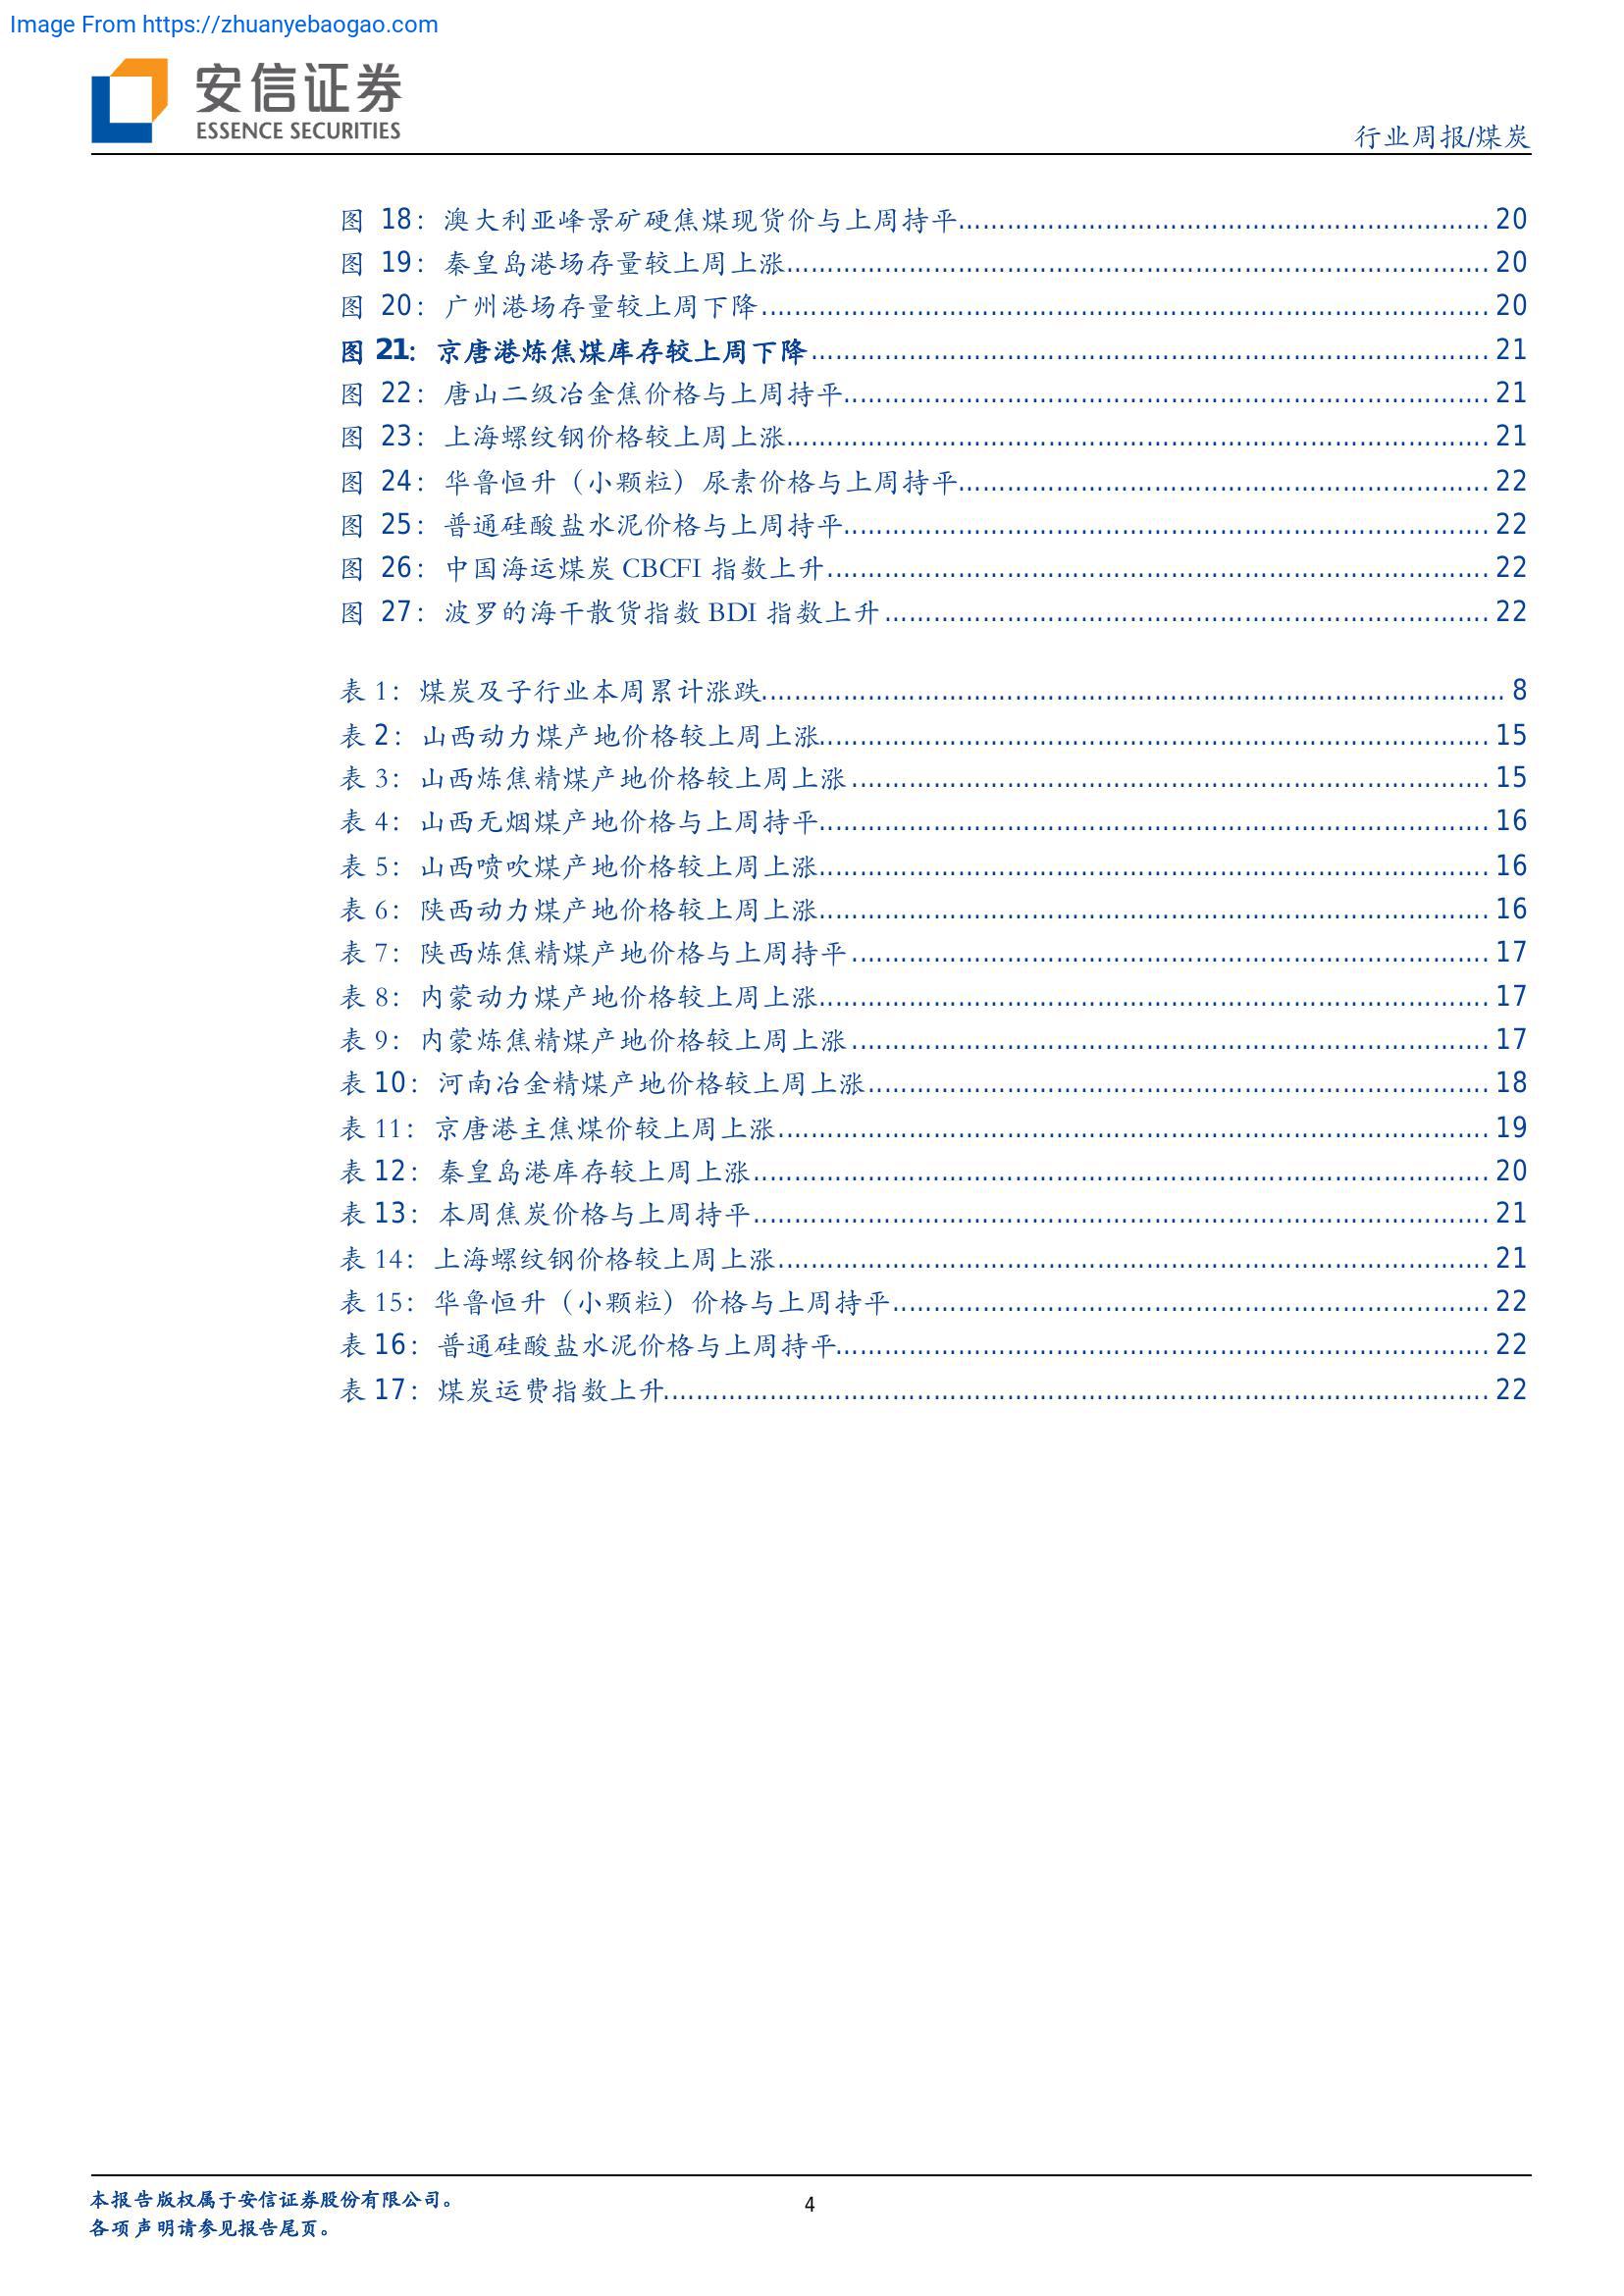 Image From https://zhuanyebaogao.com
安信证券
ESSENCE SECURITIES
行业周报/煤炭
图 18：澳大利亚峰景矿硬焦煤现货价与上周持平 20
图 19：秦皇岛港场存量较上周上涨 20
图 20：广州港场存量较上周下降 20
图 21：京唐港炼焦煤库存较上周下降 21
图 22：唐山二级冶金焦价格与上周持平 21
图 23：上海螺纹钢价格较上周上涨 21
图 24：华鲁恒升（小颗粒）尿素价格与上周持平 22
图 25：普通硅酸盐水泥价格与上周持平 22
图 26：中国海运煤炭 CBCFI 指数上升 22
图 27：波罗的海干散货指数 BDI 指数上升 22
表 1：煤炭及子行业本周累计涨跌 8
表 2：山西动力煤产地价格较上周上涨 15
表 3：山西炼焦精煤产地价格较上周上涨 15
表 4：山西无烟煤产地价格与上周持平 16
表 5：山西喷吹煤产地价格较上周上涨 16
表 6：陕西动力煤产地价格较上周上涨 16
表 7：陕西炼焦精煤产地价格与上周持平 17
表 8：内蒙动力煤产地价格较上周上涨 17
表 9：内蒙炼焦精煤产地价格较上周上涨 17
表 10：河南冶金精煤产地价格较上周上涨 18
表 11：京唐港主焦煤价较上周上涨 19
表 12：秦皇岛港库存较上周上涨 20
表 13：本周焦炭价格与上周持平 21
表 14：上海螺纹钢价格较上周上涨 21
表 15：华鲁恒升（小颗粒）价格与上周持平 22
表 16：普通硅酸盐水泥价格与上周持平 22
表 17：煤炭运费指数上升 22
本报告版权属于安信证券股份有限公司。
各项声明请参见报告尾页。
4